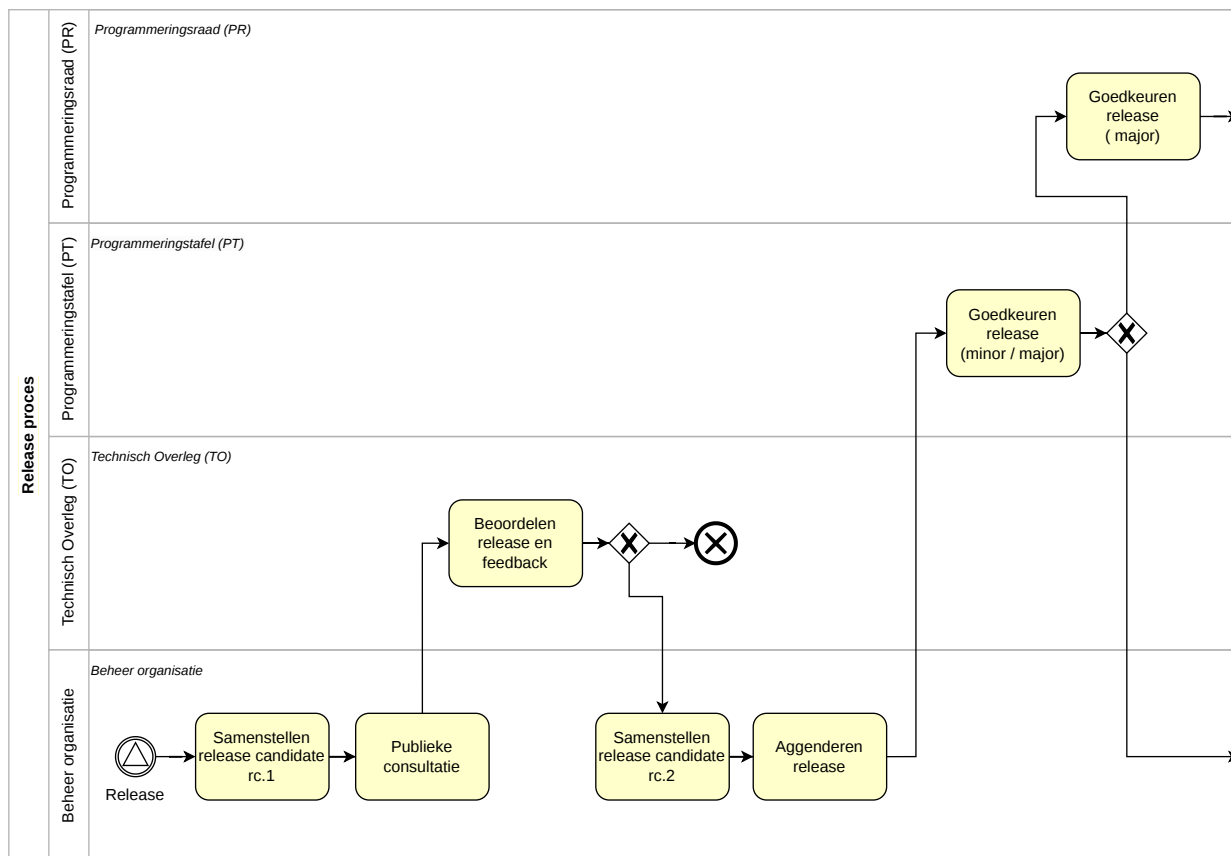 Release proces
Programmeringsraad (PR)
Programmeringsraad (PR)
Goedkeuren
release
( major)
Programmeringstafel (PT)
Programmeringstafel (PT)
Goedkeuren
release
(minor / major)
Technisch Overleg (TO)
Technisch Overleg (TO)
Beoordelen
release en
feedback
Beheer organisatie
Beheer organisatie
Release
Samenstellen
release candidate
rc.1
Publieke
consultatie
Samenstellen
release candidate
rc.2
Aggenderen
release